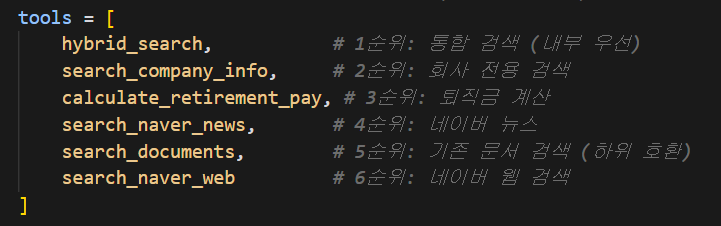 tools = [
    hybrid_search,          # 1순위: 통합 검색 (내부 우선)
    search_company_info,    # 2순위: 회사 전용 검색
    calculate_retirement_pay, # 3순위: 퇴직금 계산
    search_naver_news,      # 4순위: 네이버 뉴스
    search_documents,       # 5순위: 기존 문서 검색 (하위 호환)
    search_naver_web        # 6순위: 네이버 웹 검색
]